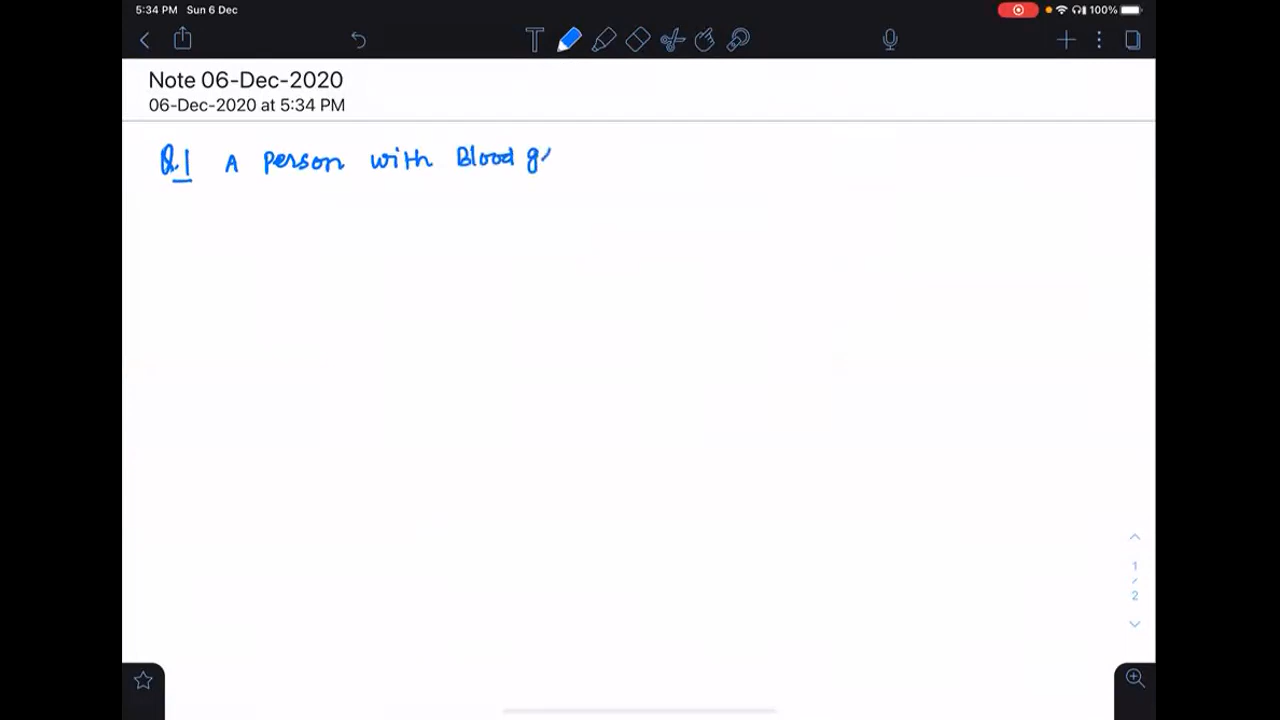 5:34 PM Sun 6 Dec 100%
Note 06-Dec-2020
06-Dec-2020 at 5:34 PM
Q.1 A person with Blood g
1
2